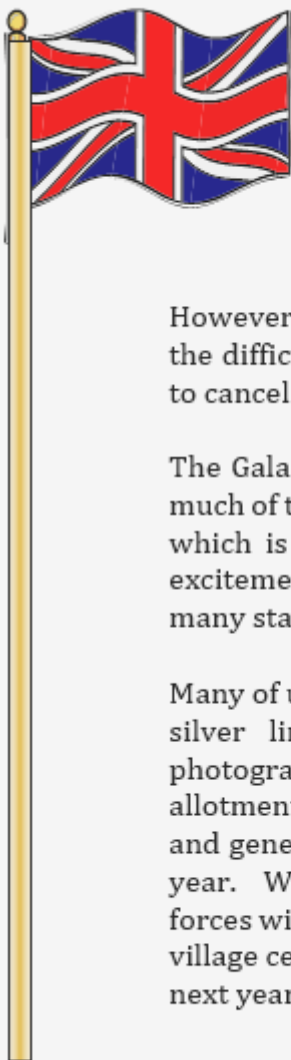 However
the diffic
to cancel
The Gala
much of t
which is
exciteme
many sta
Many of u
silver lin
photogra
allotment
and gene
year. W
forces wi
village ce
next year